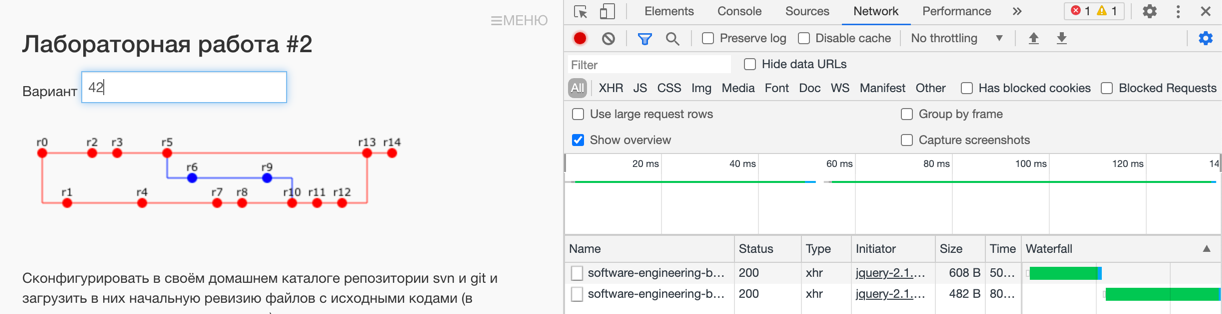 ≡МЕНЮ
Лабораторная работа #2
Вариант 42
r0 r2 r3 r5 r13 r14
r6 r9
r1 r4 r7 r8 r10 r11 r12
Сконфигурировать в своём домашнем каталоге репозитории svn и git и
загрузить в них начальную ревизию файлов с исходными кодами (в
Elements Console Sources Network Performance » 1 1
Preserve log Disable cache No throttling ▼
Filter Hide data URLs
All XHR JS CSS Img Media Font Doc WS Manifest Other Has blocked cookies Blocked Requests
Use large request rows Group by frame
Show overview Capture screenshots
20 ms 40 ms 60 ms 80 ms 100 ms 120 ms 14
Name Status Type Initiator Size Time Waterfall ▲
software-engineering-b... 200 xhr jquery-2.1.... 608 B 50...
software-engineering-b... 200 xhr jquery-2.1.... 482 B 80...